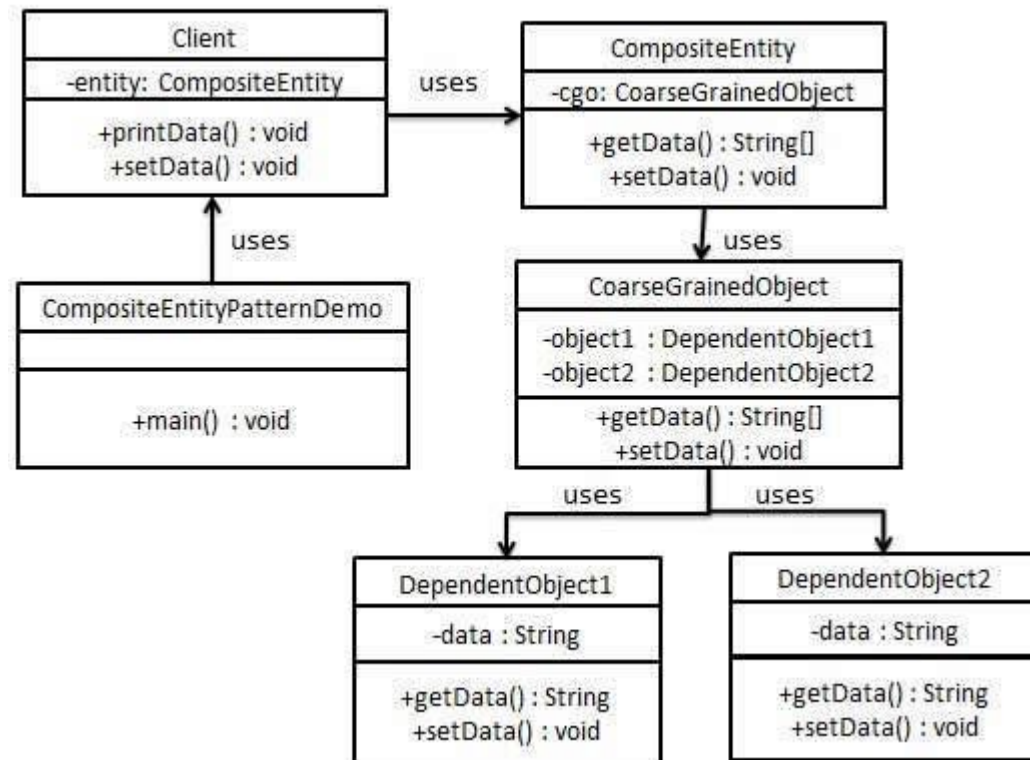 Client
-entity: CompositeEntity
+printData() : void
+setData() : void
uses
CompositeEntity
-cgo: CoarseGrainedObject
+getData() : String[]
+setData() : void
uses
uses
CompositeEntityPatternDemo
+main() : void
CoarseGrainedObject
-object1 : DependentObject1
-object2 : DependentObject2
+getData() : String[]
+setData() : void
uses
uses
DependentObject1
-data : String
+getData() : String
+setData() : void
DependentObject2
-data : String
+getData() : String
+setData() : void